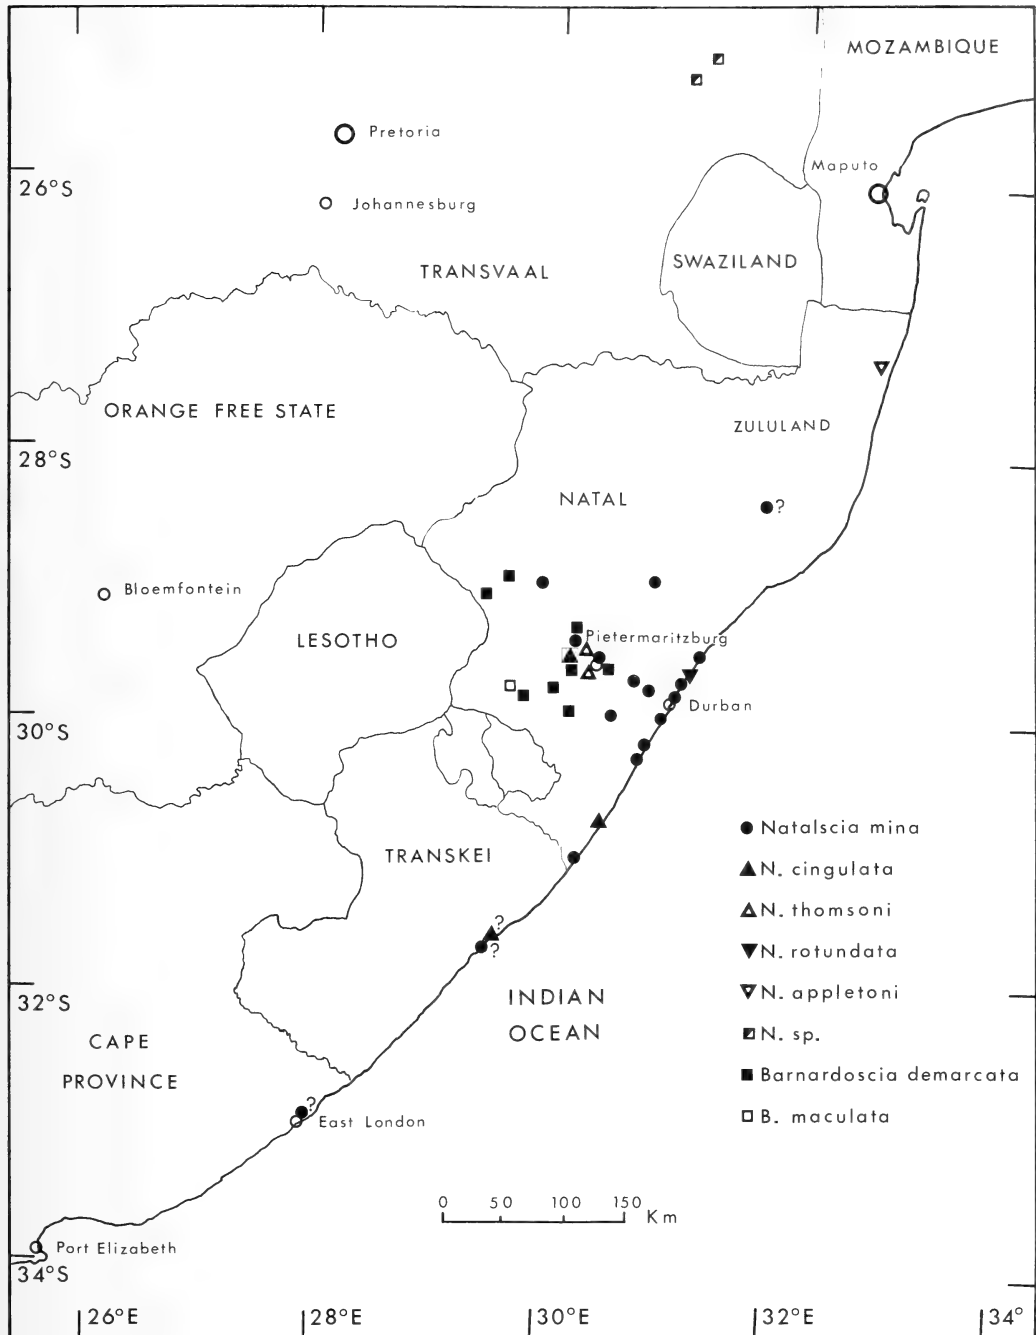 MOZAMBIQUE
Pretoria
Maputo
26°S
Johannesburg
SWAZILAND
TRANSVAAL
ORANGE FREE STATE
ZULULAND
28°S
NATAL
?
Bloemfontein
LESOTHO
Pietermaritzburg
Durban
30°S
Natalscia mina
TRANSKEI
N. cingulata
N. thomsoni
?
?
N. rotundata
32°S
INDIAN
OCEAN
N. appletoni
CAPE
PROVINCE
N. sp.
Barnardoscia demarcata
?
East London
B. maculata
0 50 100 150 Km
Port Elizabeth
34°S
26°E 28°E 30°E 32°E 34°